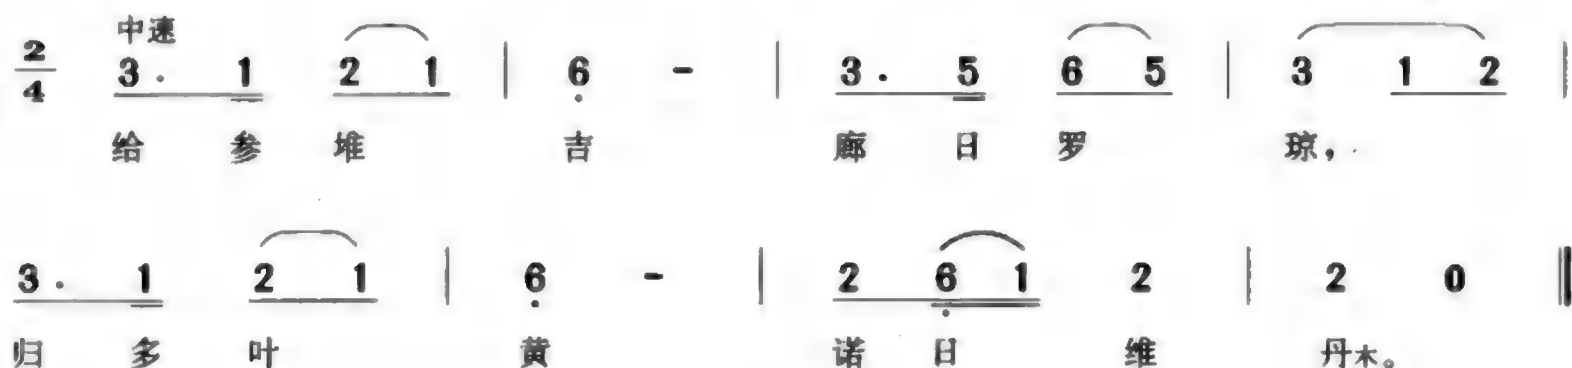 中速
2/4 3. 1 2 1 | 6 - | 3. 5 6 5 | 3 1 2 |
给 参 堆 吉 廊 日 罗 琼，
3. 1 2 1 | 6 - | 2 6 1 2 | 2 0 ‖
归 多 叶 黄 诺 日 维 丹木。